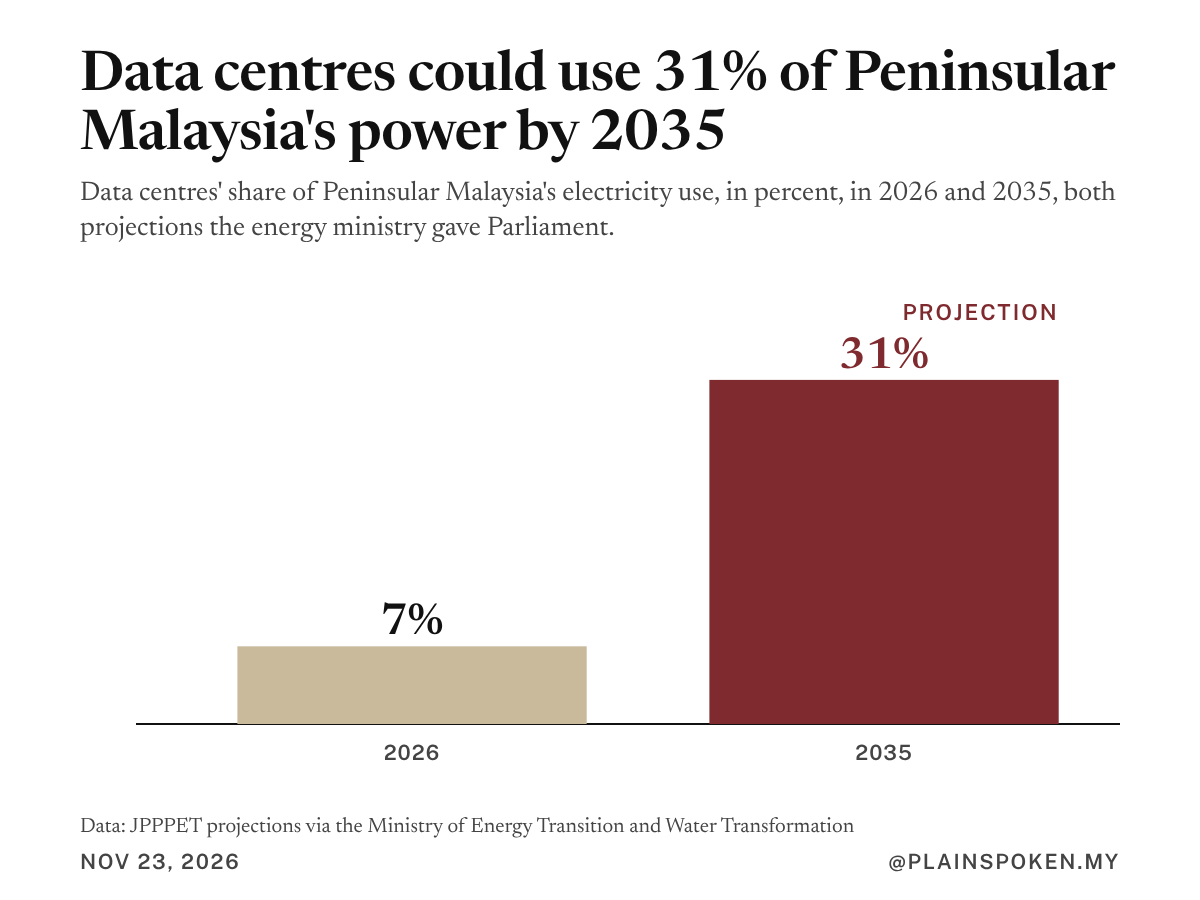 Data centres could use 31% of Peninsular
Malaysia's power by 2035
Data centres' share of Peninsular Malaysia's electricity use, in percent, in 2026 and 2035, both
projections the energy ministry gave Parliament.
PROJECTION
31%
7%
2026
2035
Data: JPPPET projections via the Ministry of Energy Transition and Water Transformation
NOV 23, 2026
@PLAINSPOKEN.MY